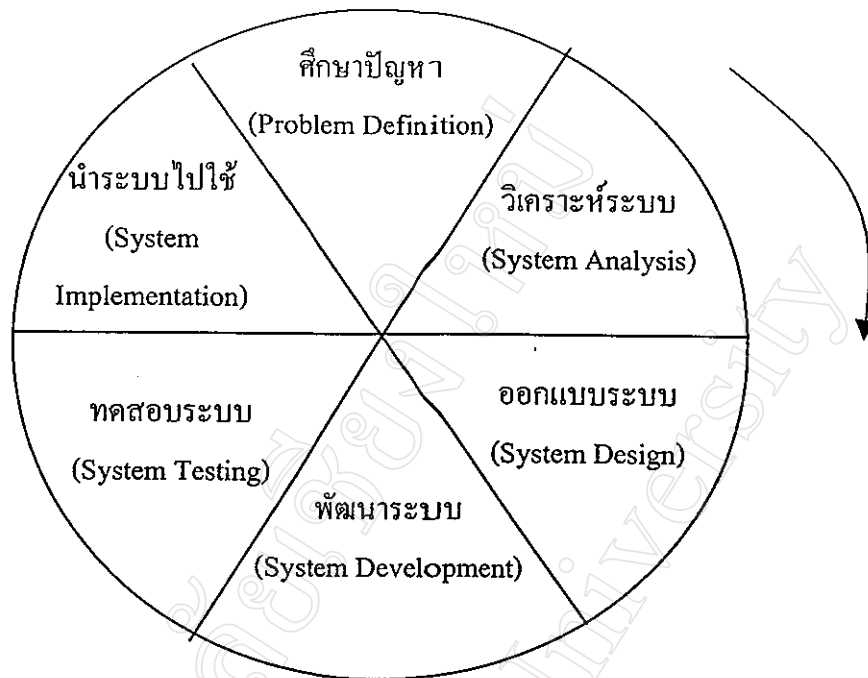 ศึกษาปัญหา
(Problem Definition)
วิเคราะห์ระบบ
(System Analysis)
ออกแบบระบบ
(System Design)
พัฒนาระบบ
(System Development)
ทดสอบระบบ
(System Testing)
นำระบบไปใช้
(System
Implementation)
University